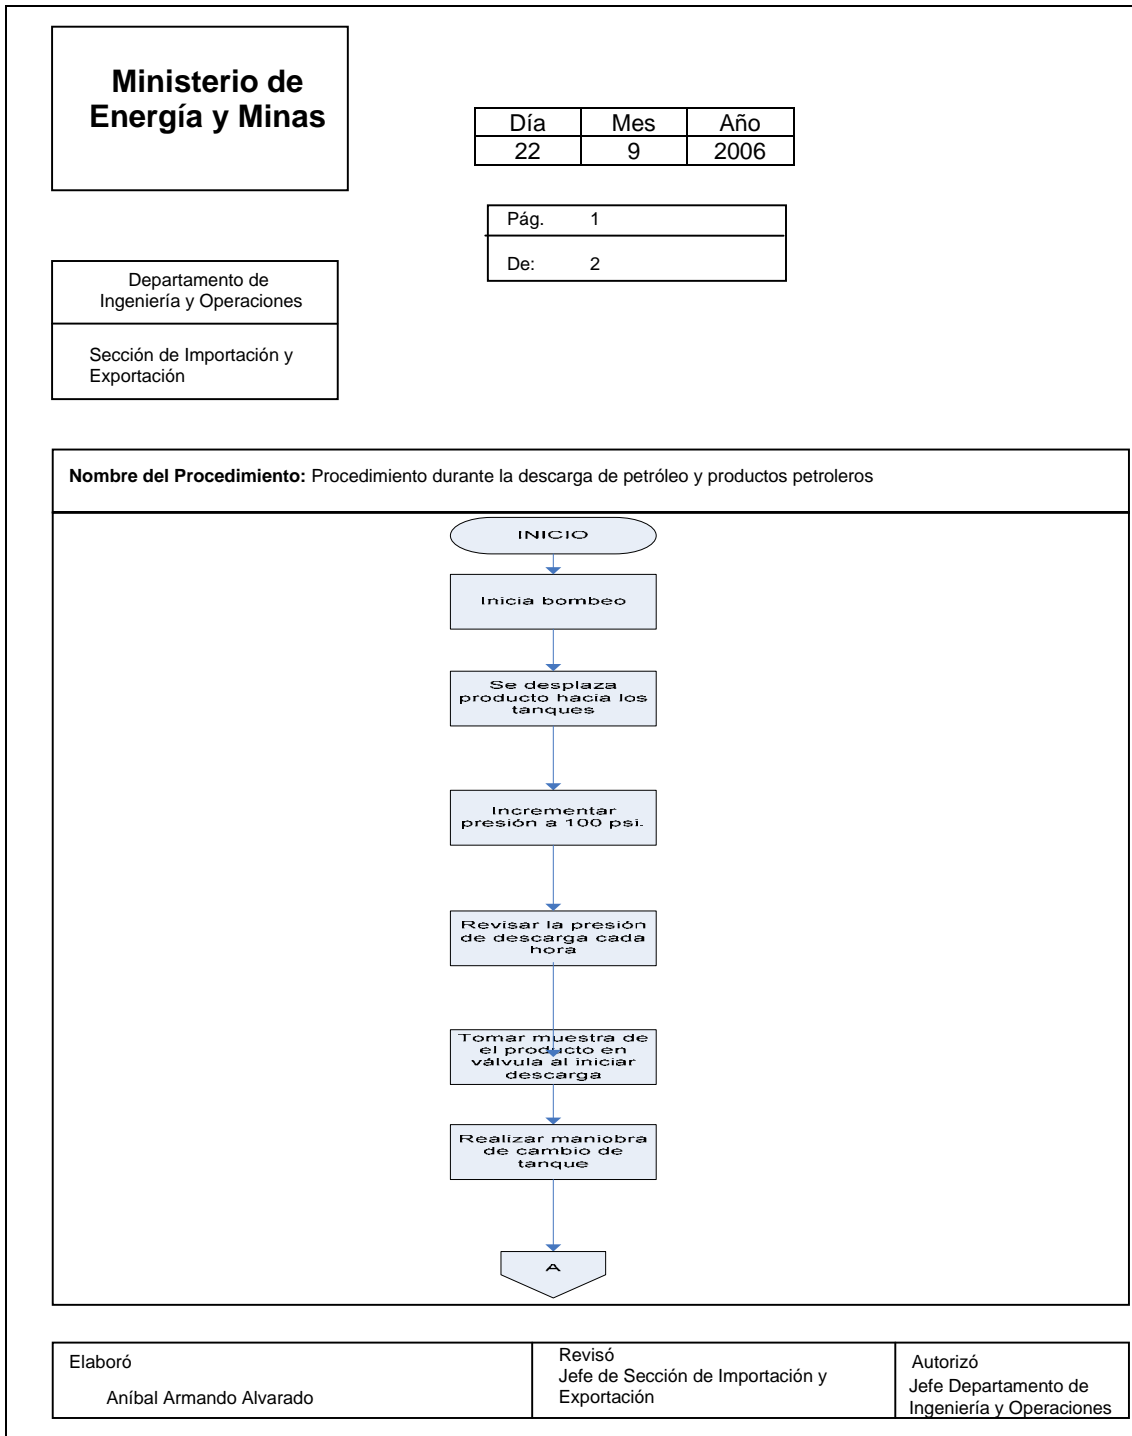 Ministerio de
Energía y Minas
Día Mes Año
22 9 2006
Pág. 1
De: 2
Departamento de
Ingeniería y Operaciones
Sección de Importación y
Exportación
Nombre del Procedimiento: Procedimiento durante la descarga de petróleo y productos petroleros
INICIO
Inicia bombeo
Se desplaza
producto hacia los
tanques
Incrementar
presión a 100 psi.
Revisar la presión
de descarga cada
hora
Tomar muestra de
el producto en
válvula al iniciar
descarga
Realizar maniobra
de cambio de
tanque
A
Elaboró
Aníbal Armando Alvarado
Revisó
Jefe de Sección de Importación y
Exportación
Autorizó
Jefe Departamento de
Ingeniería y Operaciones